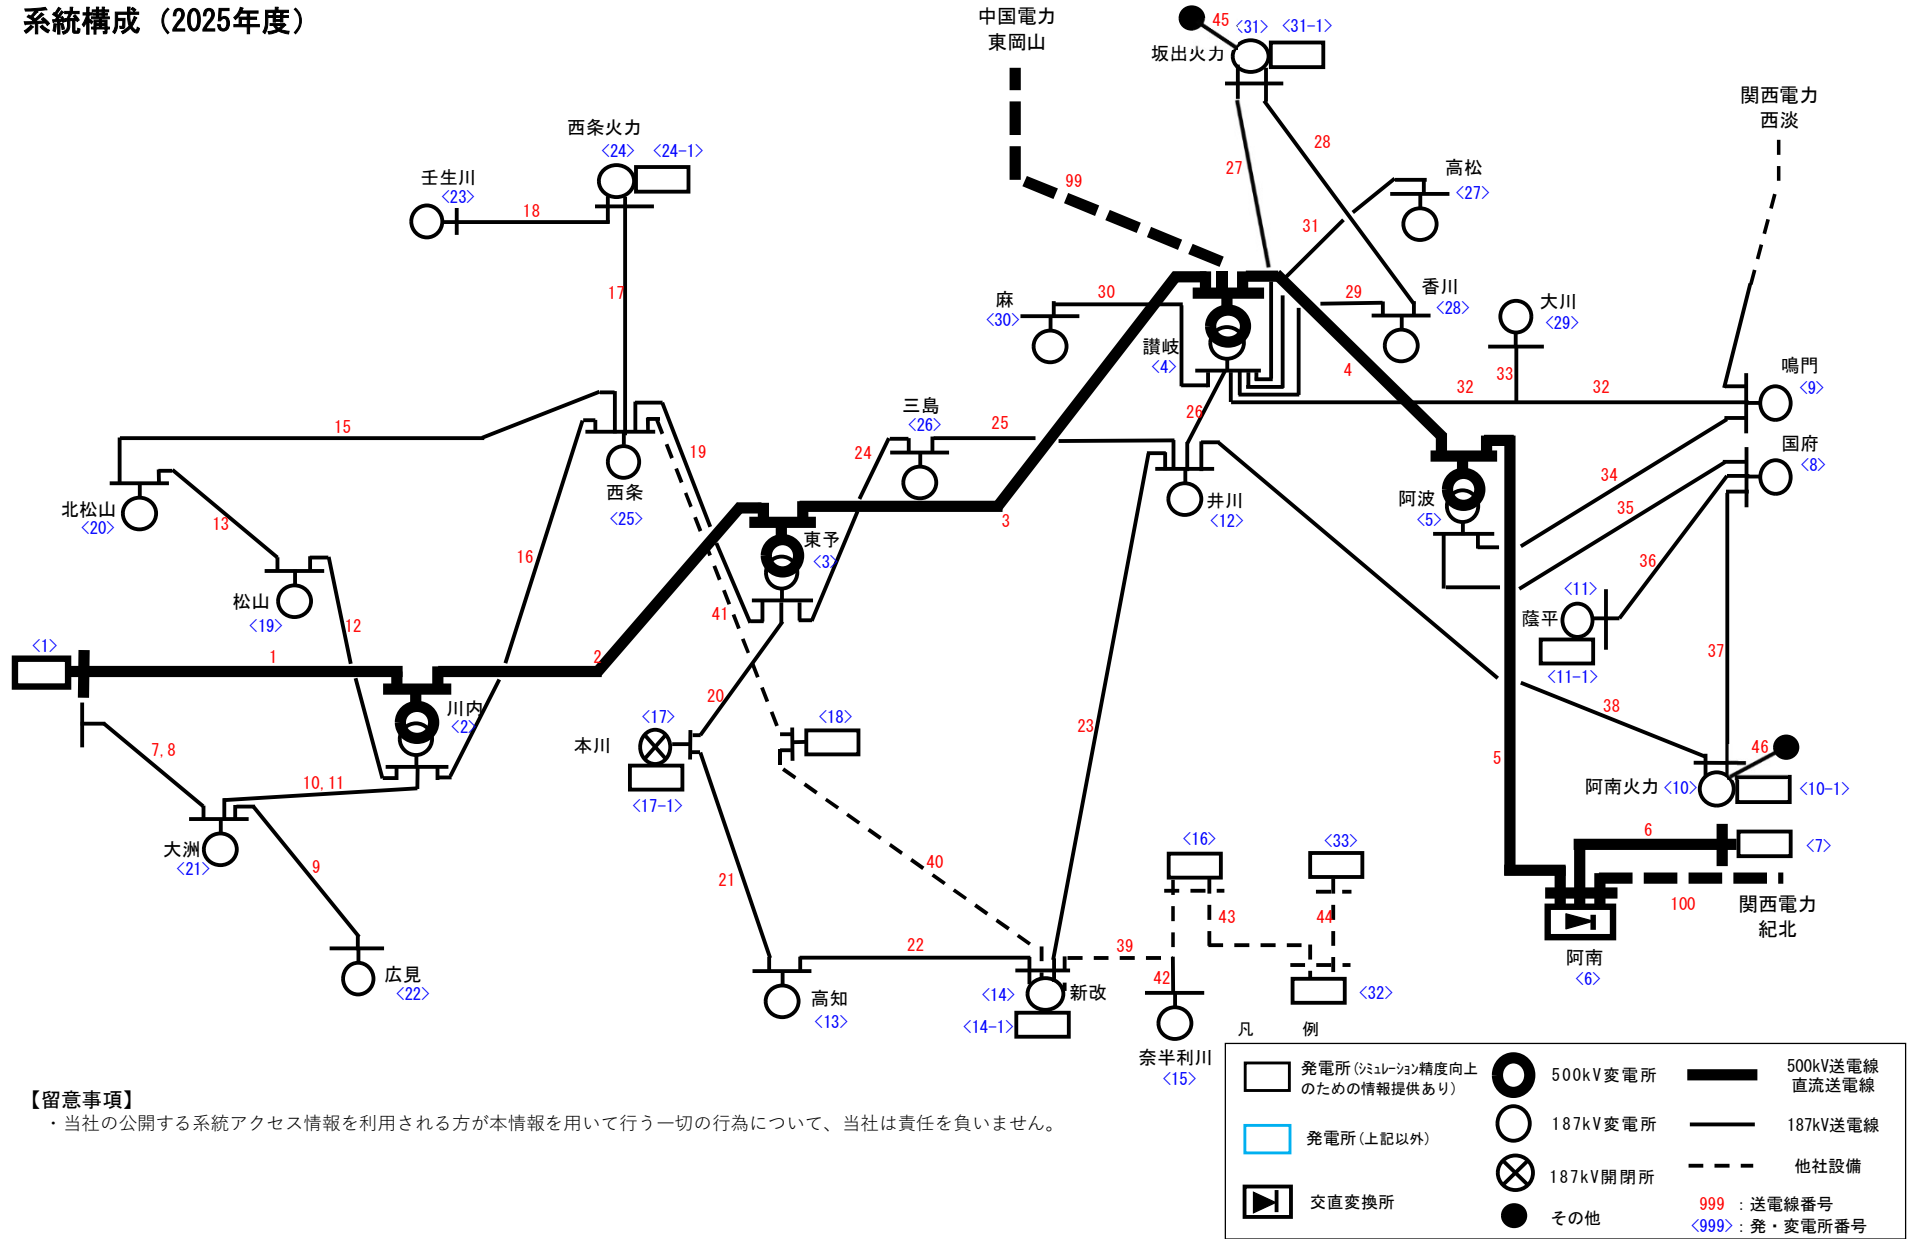 系統構成（2025年度）
中国電力
東岡山
45
<31>
<31-1>
坂出火力
関西電力
西淡
西条火力
<24>
<24-1>
壬生川
<23>
18
17
99
27
28
高松
<27>
31
麻
<30>
30
讃岐
<4>
29
香川
<28>
大川
<29>
4
32
33
32
鳴門
<9>
国府
<8>
15
三島
<26>
25
26
24
19
西条
<25>
北松山
<20>
13
16
松山
<19>
12
東予
<3>
3
井川
<12>
阿波
<5>
34
35
36
<11>
蔭平
<11-1>
37
<1>
1
2
41
川内
<2>
20
<17>
本川
<17-1>
<18>
23
38
5
46
阿南火力
<10>
<10-1>
7,8
10,11
大洲
<21>
9
広見
<22>
21
40
22
高知
<13>
<14>
<14-1>
新改
39
42
奈半利川
<15>
<16>
43
<33>
44
<32>
6
<7>
100
関西電力
紀北
阿南
<6>
凡　例
発電所(ｼﾐｭﾚｰｼｮﾝ精度向上
のための情報提供あり)
発電所(上記以外)
交直変換所
500kV変電所
187kV変電所
187kV開閉所
その他
500kV送電線
直流送電線
187kV送電線
他社設備
999 : 送電線番号
<999> : 発・変電所番号
【留意事項】
・当社の公開する系統アクセス情報を利用される方が本情報を用いて行う一切の行為について、当社は責任を負いません。